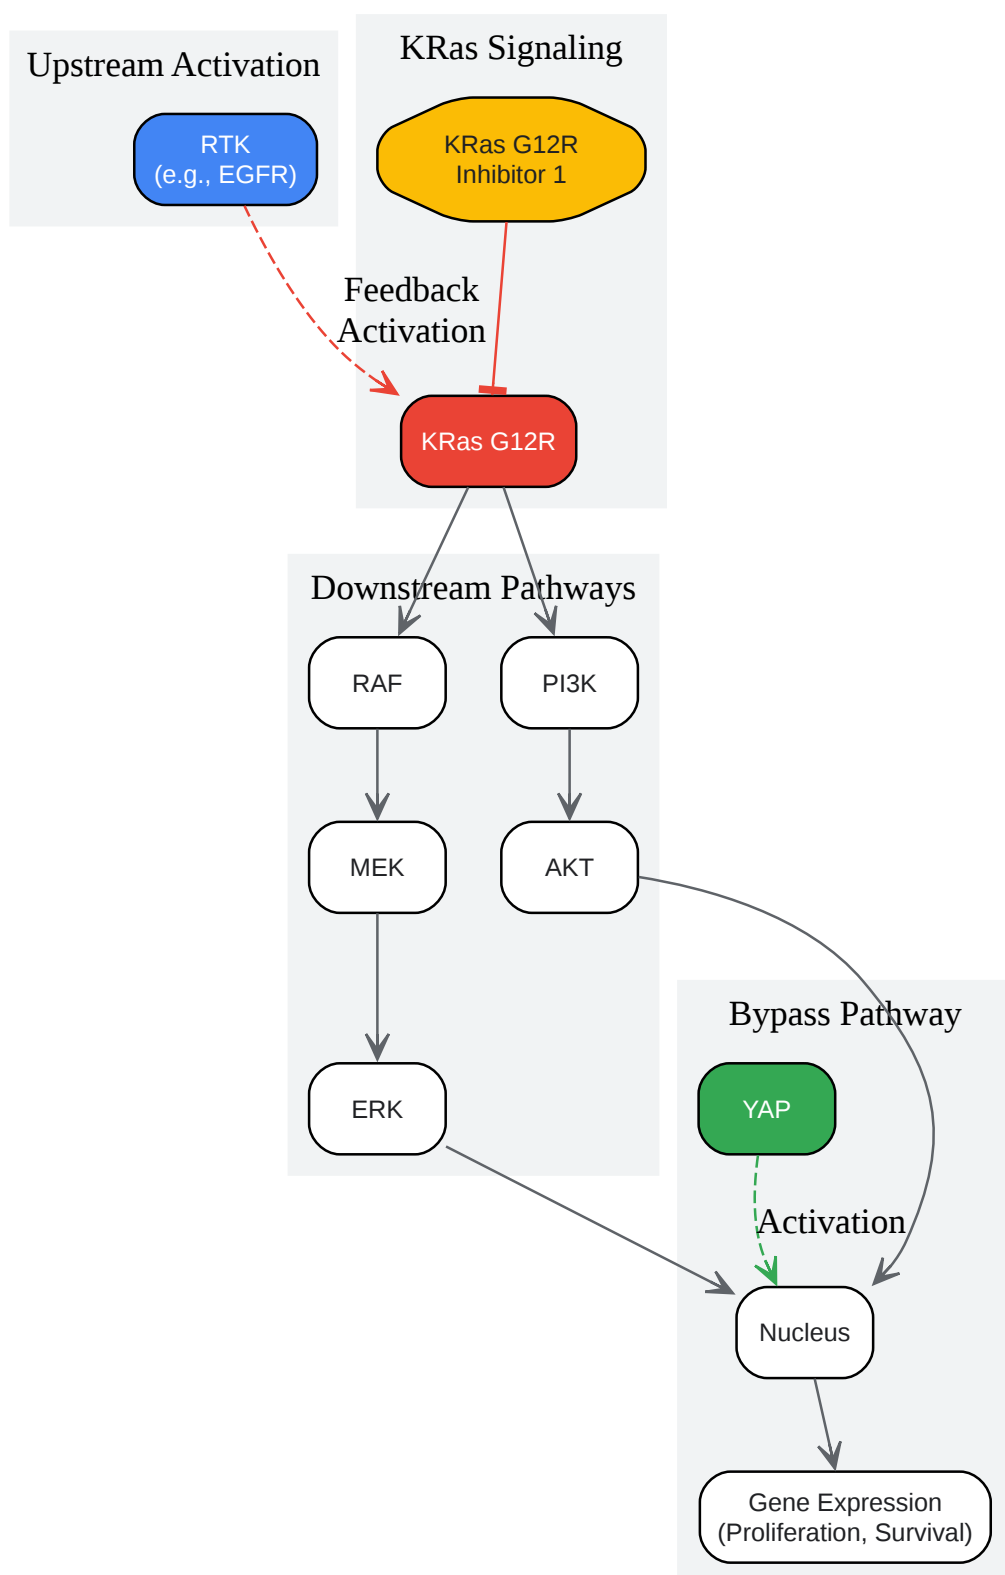 Upstream Activation
RTK
(e.g., EGFR)
KRas Signaling
KRas G12R
Inhibitor 1
Feedback
Activation
KRas G12R
Downstream Pathways
RAF
PI3K
MEK
AKT
ERK
Bypass Pathway
YAP
Activation
Nucleus
Gene Expression
(Proliferation, Survival)